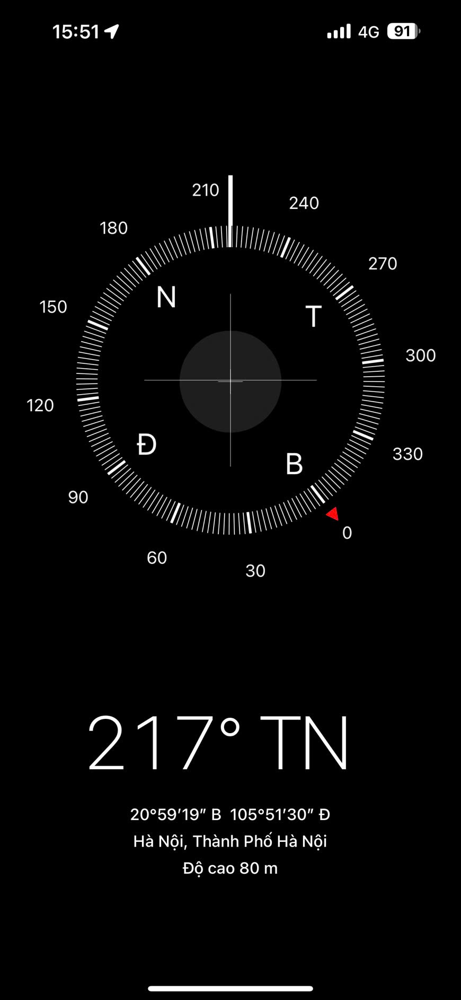 15:51 4G 91
210
240
180
270
N
150
T
300
120
Đ
330
B
90
0
60
30
217° TN
20°59′19″ B 105°51′30″ Đ
Hà Nội, Thành Phố Hà Nội
Độ cao 80 m